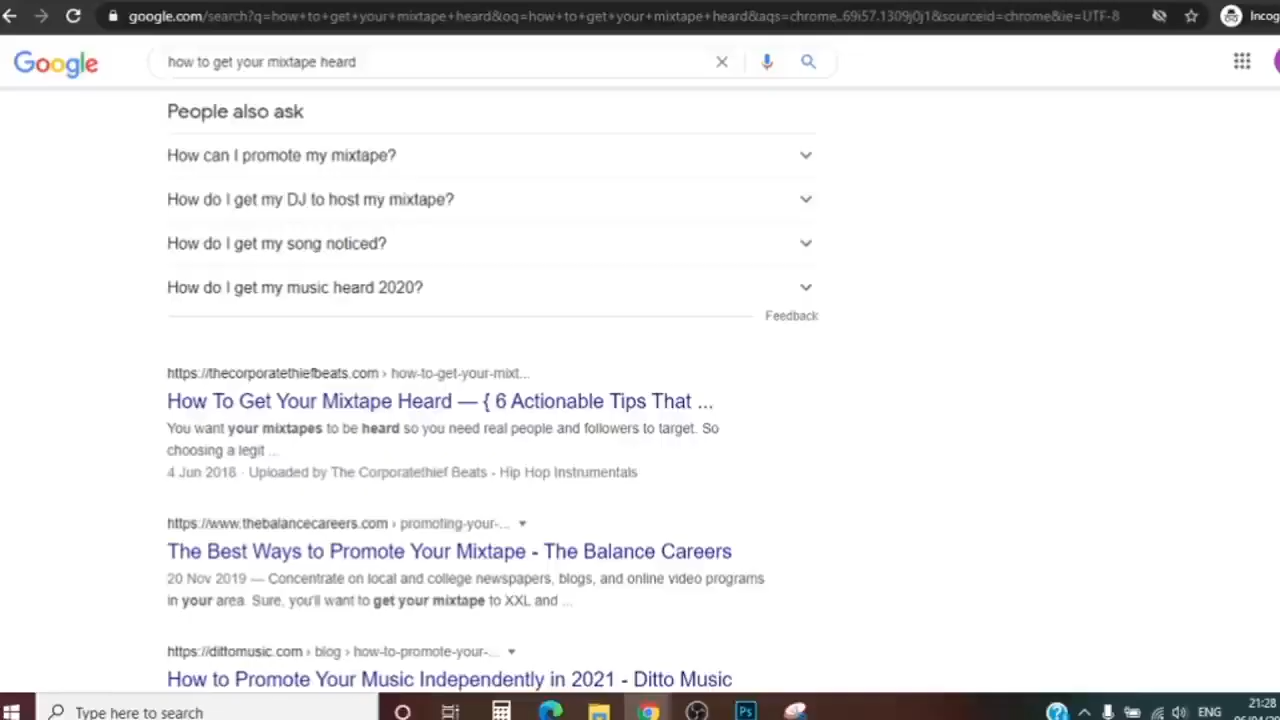 google.com/search?q=how+to+get+your+mixtape+heard&oq=how+to+get+your+mixtape+heard&aqs=chrome..69i57.1309j0j1&sourceid=chrome&ie=UTF-8
Incog
Google
how to get your mixtape heard
People also ask
How can I promote my mixtape?
How do I get my DJ to host my mixtape?
How do I get my song noticed?
How do I get my music heard 2020?
Feedback
https://thecorporatethiefbeats.com › how-to-get-your-mixt...
How To Get Your Mixtape Heard — { 6 Actionable Tips That ...
You want your mixtapes to be heard so you need real people and followers to target. So
choosing a legit ...
4 Jun 2018 · Uploaded by The Corporatethief Beats - Hip Hop Instrumentals
https://www.thebalancecareers.com › promoting-your-...
The Best Ways to Promote Your Mixtape - The Balance Careers
20 Nov 2019 — Concentrate on local and college newspapers, blogs, and online video programs
in your area. Sure, you'll want to get your mixtape to XXL and ...
https://dittomusic.com › blog › how-to-promote-your-...
How to Promote Your Music Independently in 2021 - Ditto Music
Type here to search
Ps
ENG
21:28